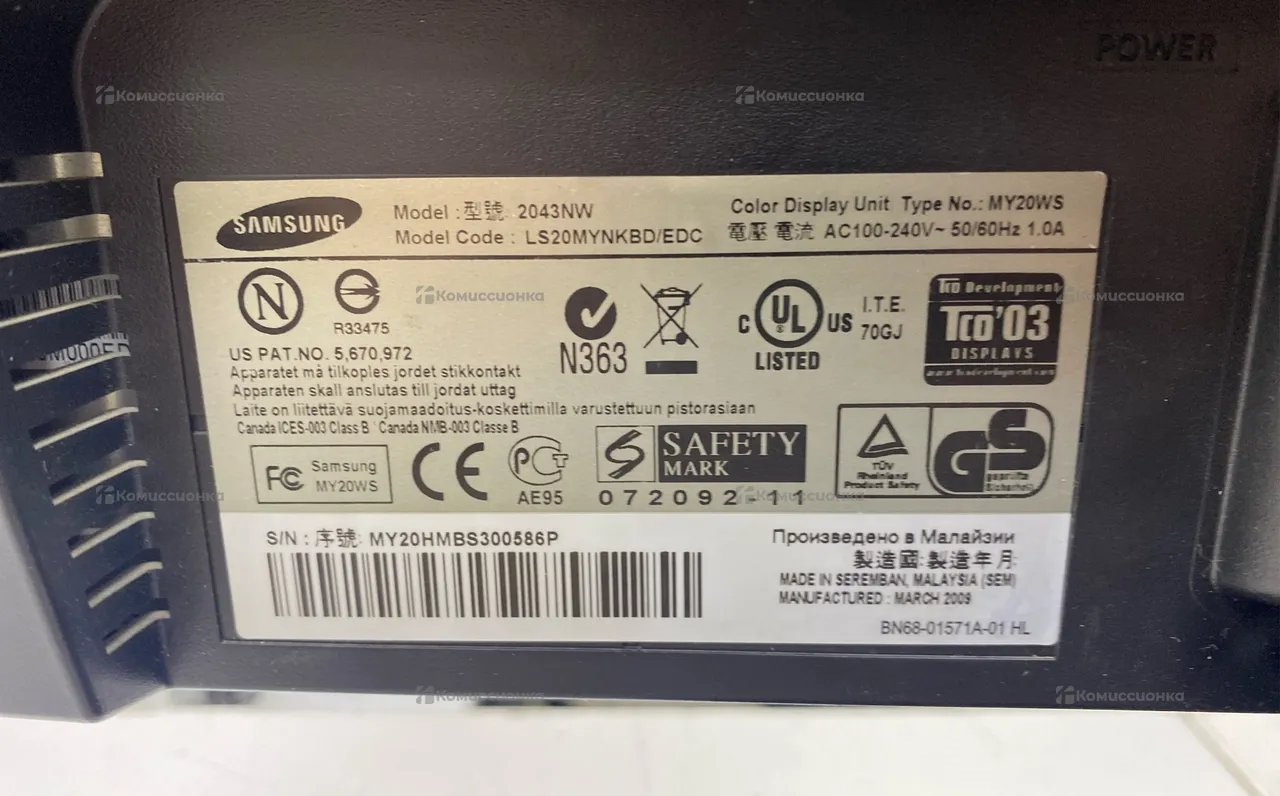 POWER
SAMSUNG
Model : 型號: 2043NW
Model Code : LS20MYNKBD/EDC
Color Display Unit Type No.: MY20WS
電壓 電流 AC100-240V~ 50/60Hz 1.0A
N
R33475
N363
C UL US LISTED
I.T.E.
70GJ
Tco Development
Tco'03
DISPLAYS
US PAT.NO. 5,670,972
Apparatet må tilkoples jordet stikkontakt
Apparaten skall anslutas till jordat uttag
Laite on liitettävä suojamaadoitus-koskettimilla varustettuun pistorasiaan
Canada ICES-003 Class B Canada NMB-003 Classe B
FC Samsung
MY20WS
CE
PCT
AE95
S SAFETY
MARK
072092-11
TÜV
Rheinland
Product Safety
GS
geprüfte
Sicherheit
S/N : 序號: MY20HMBS300586P
Произведено в Малайзии
製造國: 製造年月:
MADE IN SEREMBAN, MALAYSIA (SEM)
MANUFACTURED : MARCH 2009
BN68-01571A-01 HL
Комиссионка
Комиссионка
Комиссионка
Комиссионка
Комиссионка
Комиссионка
Комиссионка
Комиссионка